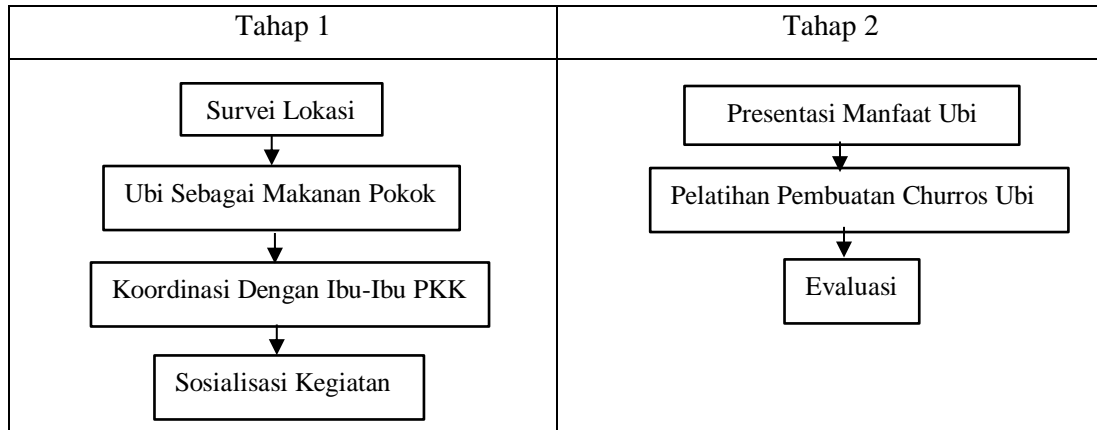 Tahap 1
Survei Lokasi
Ubi Sebagai Makanan Pokok
Koordinasi Dengan Ibu-Ibu PKK
Sosialisasi Kegiatan
Tahap 2
Presentasi Manfaat Ubi
Pelatihan Pembuatan Churros Ubi
Evaluasi